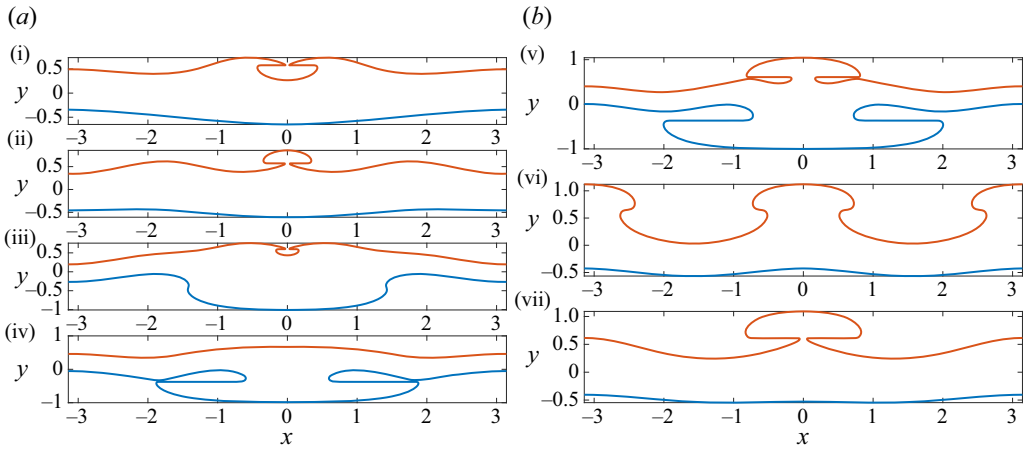 (a)
(i)
0.5
y 0
–0.5
–3 –2 –1 0 1 2 3
(ii)
0.5
y 0
–0.5
–3 –2 –1 0 1 2 3
(iii)
0.5
y 0
–0.5
–1
–3 –2 –1 0 1 2 3
(iv)
1
y 0
–1
–3 –2 –1 0 1 2 3
x
(b)
(v)
1
y 0
–1
–3 –2 –1 0 1 2 3
(vi)
1.0
y 0.5
0
–0.5
–3 –2 –1 0 1 2 3
(vii)
1.0
0.5
y 0
–0.5
–3 –2 –1 0 1 2 3
x